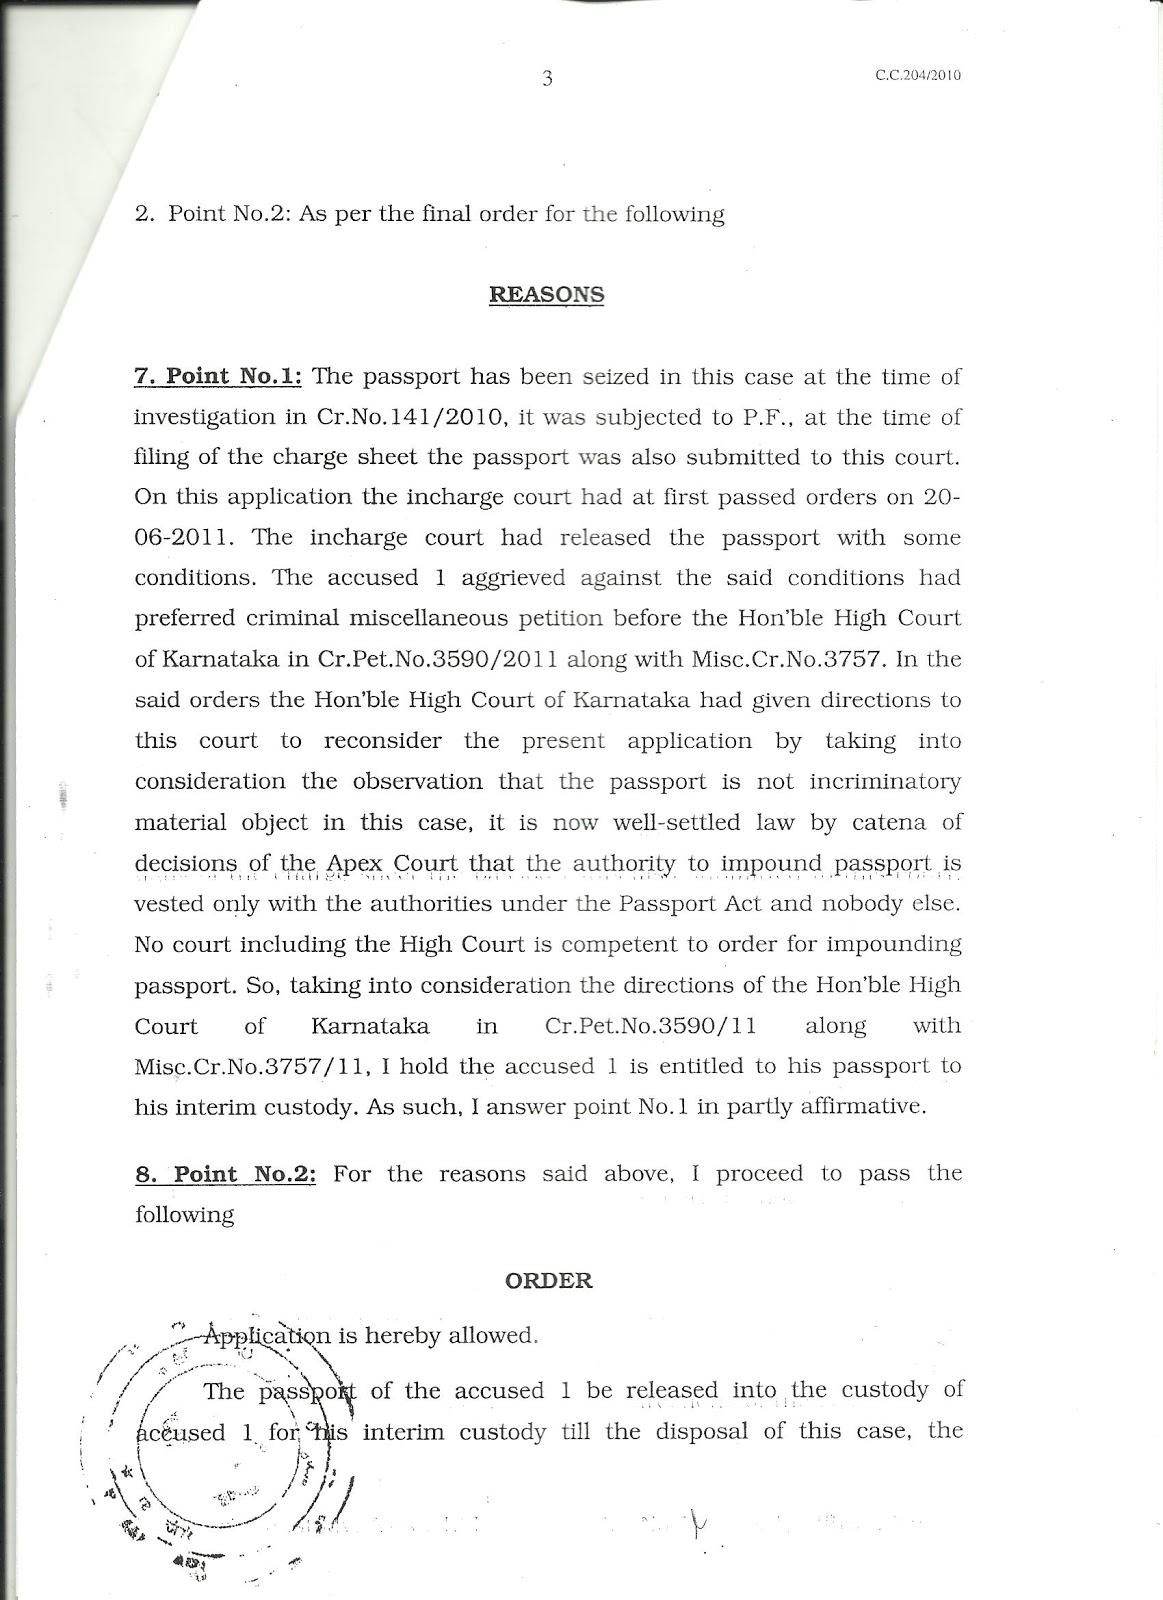 3
C.C.204/2010
2. Point No.2: As per the final order for the following
REASONS
7. Point No.1: The passport has been seized in this case at the time of
investigation in Cr.No.141/2010, it was subjected to P.F., at the time of
filing of the charge sheet the passport was also submitted to this court.
On this application the incharge court had at first passed orders on 20-
06-2011. The incharge court had released the passport with some
conditions. The accused 1 aggrieved against the said conditions had
preferred criminal miscellaneous petition before the Hon'ble High Court
of Karnataka in Cr.Pet.No.3590/2011 along with Misc.Cr.No.3757. In the
said orders the Hon'ble High Court of Karnataka had given directions to
this court to reconsider the present application by taking into
consideration the observation that the passport is not incriminatory
material object in this case, it is now well-settled law by catena of
decisions of the Apex Court that the authority to impound passport is
vested only with the authorities under the Passport Act and nobody else.
No court including the High Court is competent to order for impounding
passport. So, taking into consideration the directions of the Hon'ble High
Court of Karnataka in Cr.Pet.No.3590/11 along with
Misc.Cr.No.3757/11, I hold the accused 1 is entitled to his passport to
his interim custody. As such, I answer point No.1 in partly affirmative.
8. Point No.2: For the reasons said above, I proceed to pass the
following
ORDER
Application is hereby allowed.
The passport of the accused 1 be released into the custody of
accused 1 for his interim custody till the disposal of this case, the